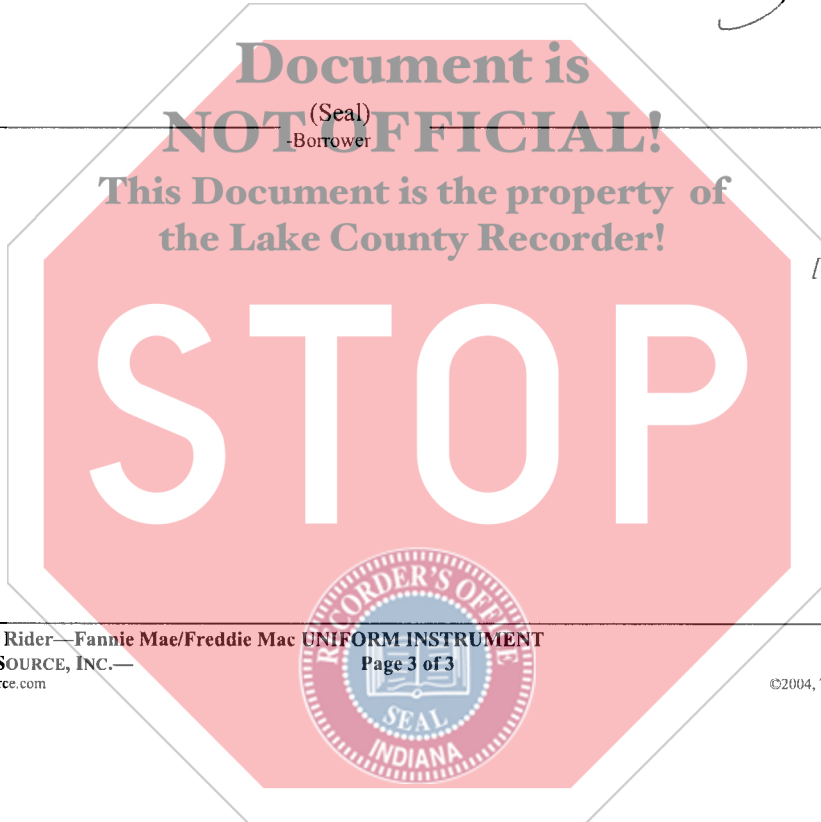 Document is
(Seal)
NOT OFFICIAL!
-Borrower
This Document is the property of
the Lake County Recorder!
[
STOP
RECORDER'S OFFICE
Rider—Fannie Mae/Freddie Mac UNIFORM INSTRUMENT
SOURCE, INC.—
Page 3 of 3
rce.com
©2004,
SEAL
INDIANA